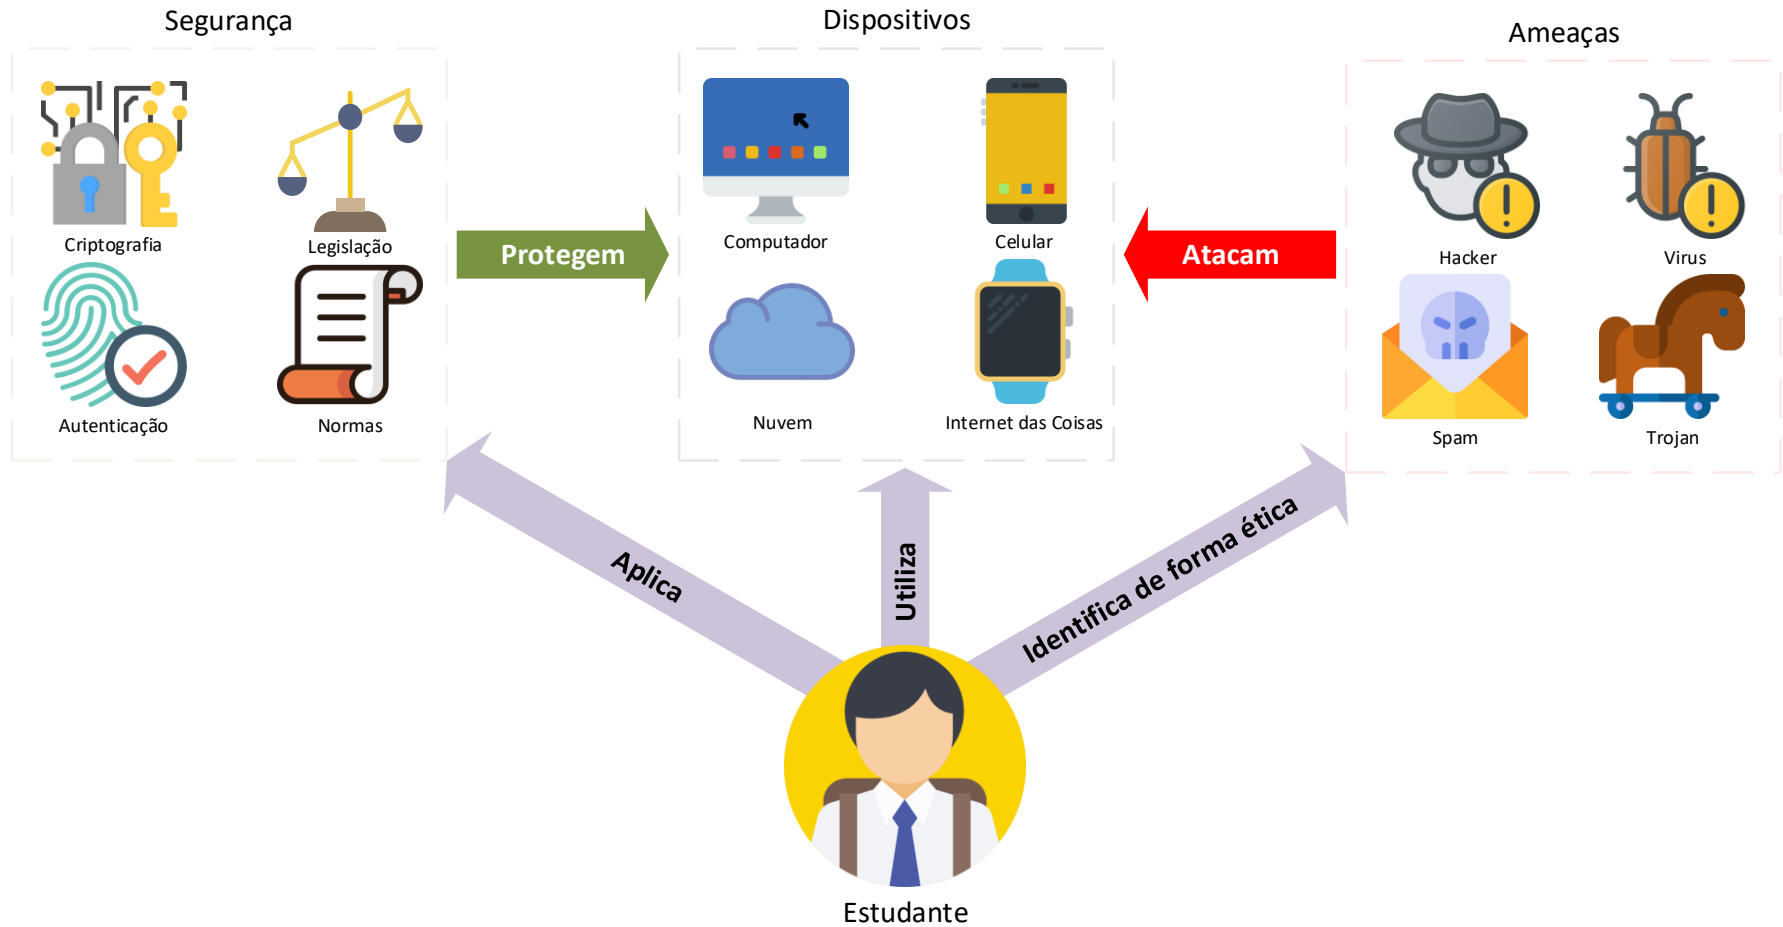 Segurança
Dispositivos
Ameaças
Criptografia
Legislação
Autenticação
Normas
Protegem
Computador
Celular
Nuvem
Internet das Coisas
Atacam
Hacker
Virus
Spam
Trojan
Aplica
Utiliza
Identifica de forma ética
Estudante